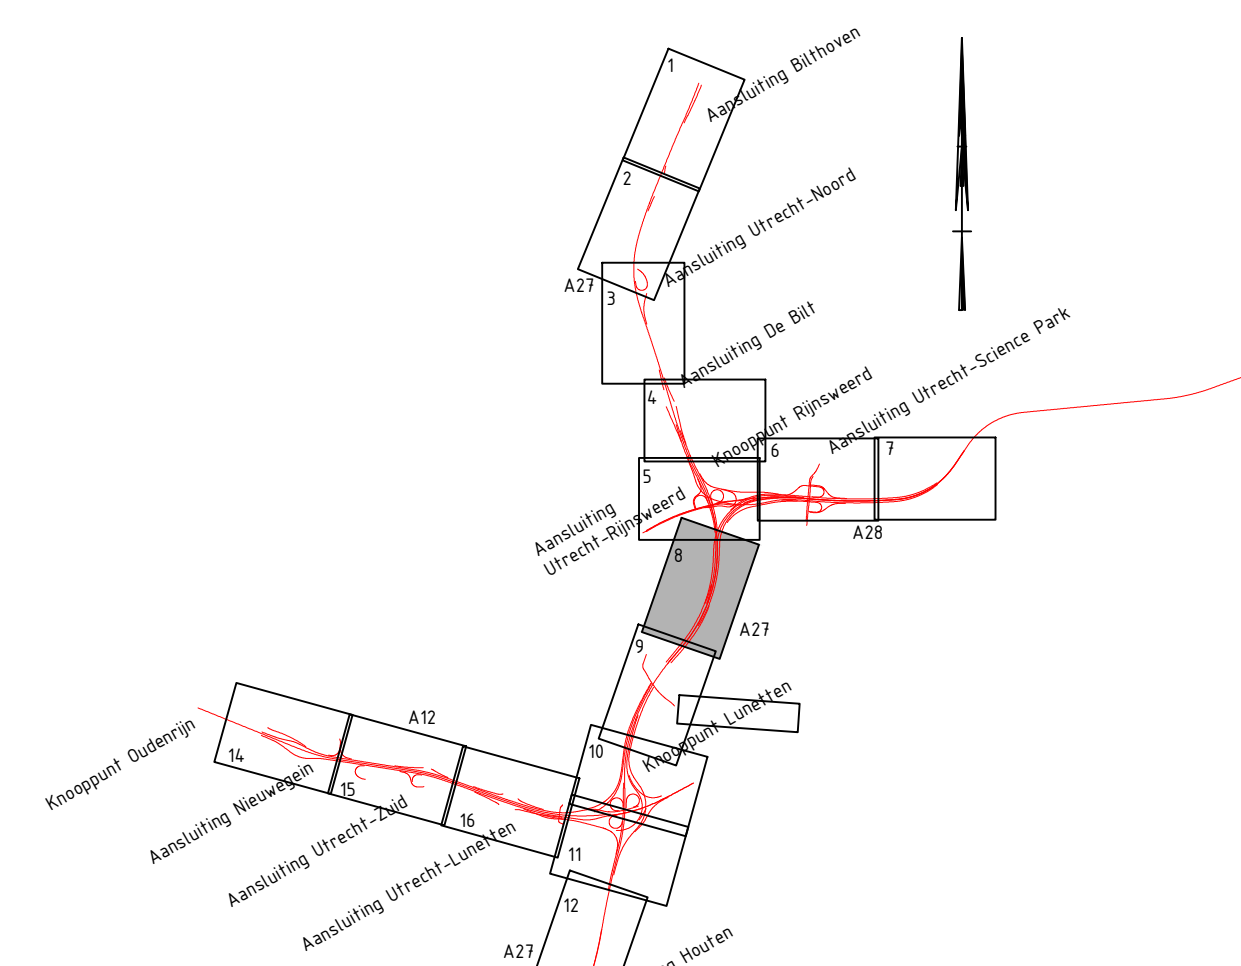 1
Aansluiting Bilthoven
2
Aansluiting Utrecht-Noord
A27
3
Aansluiting De Bilt
4
Knooppunt Rijnsweerd
Aansluiting Utrecht-Science Park
5
6
7
Aansluiting
Utrecht-Rijnsweerd
A28
8
A27
9
Knooppunt Lunetten
A12
10
Knooppunt Oudenrijn
14
15
16
Aansluiting Nieuwegein
Aansluiting Utrecht-Zuid
Aansluiting Utrecht-Lunetten
11
12
A27
Houten